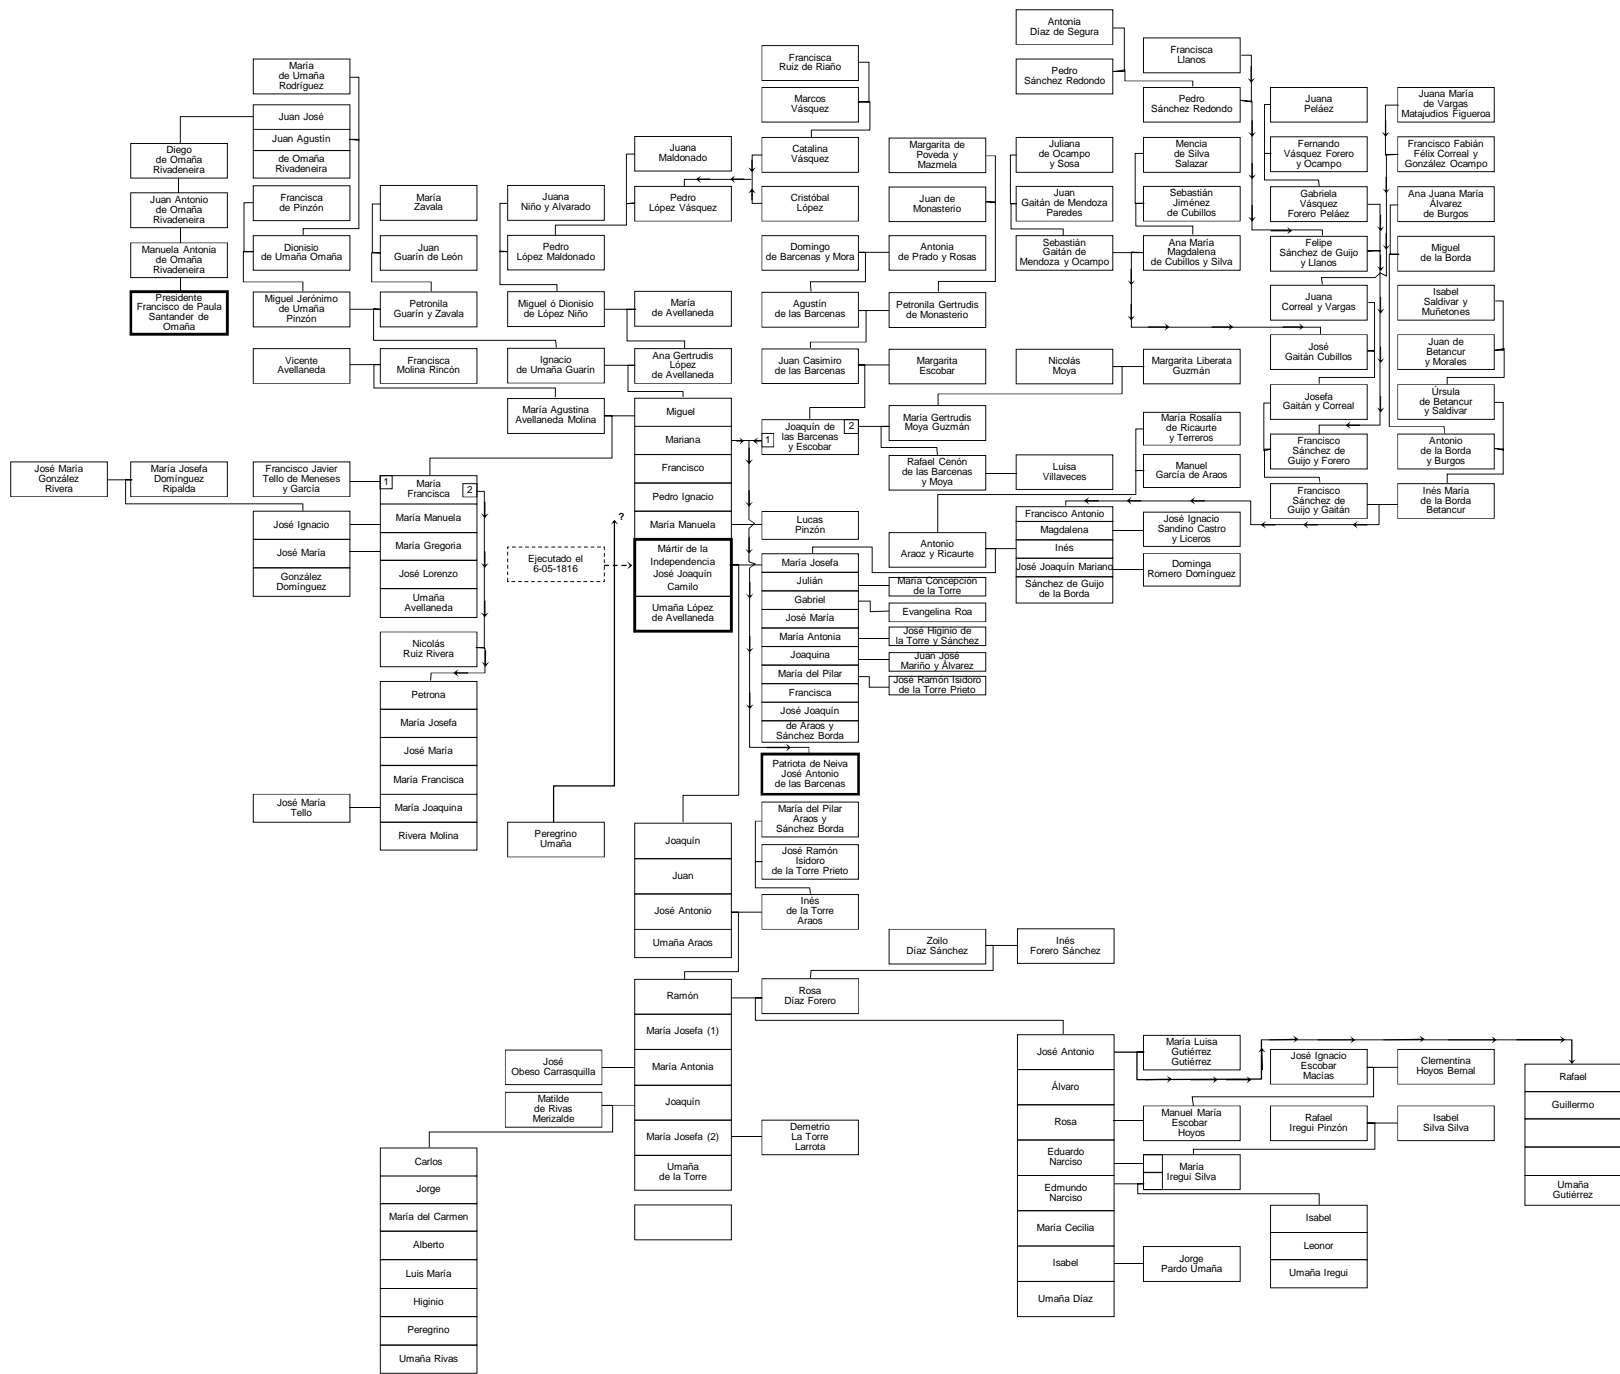 Antonia
Díaz de Segura
Francisca
Llanos
Francisca
Ruiz de Riaño
María
de Umaña
Rodríguez
Pedro
Sánchez Redondo
Marcos
Vásquez
Pedro
Sánchez Redondo
Juana
Peláez
Juana María
de Vargas
Matajudios Figueroa
Juan José
Juan Agustín
de Omaña
Rivadeneira
Diego
de Omaña
Rivadeneira
Juana
Maldonado
Catalina
Vásquez
Margarita de
Poveda y
Mazmela
Juliana
de Ocampo
y Sosa
Mencia
de Silva
Salazar
Fernando
Vásquez Forero
y Ocampo
Francisco Fabián
Félix Correal y
González Ocampo
Juan Antonio
de Omaña
Rivadeneira
Francisca
de Pinzón
María
Zavala
Juana
Niño y Alvarado
Pedro
López Vásquez
Cristóbal
López
Juan de
Monasterio
Juan
Gaitán de Mendoza
Paredes
Sebastián
Jiménez
de Cubillos
Gabriela
Vásquez
Forero Peláez
Ana Juana María
Álvarez
de Burgos
Manuela Antonia
de Omaña
Rivadeneira
Dionisio
de Umaña Omaña
Juan
Guarín de León
Pedro
López Maldonado
Domingo
de Barcenas y Mora
Antonia
de Prado y Rosas
Sebastián
Gaitán de
Mendoza y Ocampo
Ana María
Magdalena
de Cubillos y Silva
Felipe
Sánchez de Guijo
y Llanos
Miguel
de la Borda
Presidente
Francisco de Paula
Santander de
Omaña
Miguel Jerónimo
de Umaña
Pinzón
Petronila
Guarín y Zavala
Miguel ó Dionisio
de López Niño
María
de Avellaneda
Agustín
de las Barcenas
Petronila Gertrudis
de Monasterio
Juana
Correal y Vargas
Isabel
Saldivar y
Muñetones
Vicente
Avellaneda
Francisca
Molina Rincón
Ignacio
de Umaña Guarín
Ana Gertrudis
López
de Avellaneda
Juan Casimiro
de las Barcenas
Margarita
Escobar
Nicolás
Moya
Margarita Liberata
Guzmán
José
Gaitán Cubillos
Juan de
Betancur
y Morales
María Agustina
Avellaneda Molina
Miguel
Mariana
Francisco
Pedro Ignacio
María Manuela
Mártir de la
Independencia
José Joaquín
Camilo
Umaña López
de Avellaneda
1
Joaquín de
las Barcenas
y Escobar
2
María Gertrudis
Moya Guzmán
María Rosalía
de Ricaurte
y Terreros
Josefa
Gaitán y Correal
Úrsula
de Betancur
y Saldivar
Francisco
Sánchez de
Guijo y Forero
Antonio
de la Borda
y Burgos
José María
González
Rivera
María Josefa
Domínguez
Ripalda
Francisco Javier
Tello de Meneses
y García
1
María
Francisca
2
María Manuela
María Gregoria
José Lorenzo
Umaña
Avellaneda
Rafael Cenón
de las Barcenas
y Moya
Luisa
Villaveces
Manuel
García de Araos
Francisco
Sánchez de
Guijo y Gaitán
Inés María
de la Borda
Betancur
José Ignacio
José María
González
Domínguez
?
Ejecutado el
6-05-1816
Lucas
Pinzón
Antonio
Araoz y Ricaurte
Francisco Antonio
Magdalena
Inés
José Joaquín Mariano
Sánchez de Guijo
de la Borda
José Ignacio
Sandino Castro
y Liceros
Dominga
Romero Domínguez
María Josefa
Julián
Gabriel
José María
María Antonia
Joaquina
María del Pilar
Francisca
José Joaquín
de Araos y
Sánchez Borda
María Concepción
de la Torre
Evangelina Roa
José Higinio de
la Torre y Sánchez
Juan José
Mariño y Álvarez
José Ramón Isidoro
de la Torre Prieto
Nicolás
Ruiz Rivera
Petrona
María Josefa
José María
María Francisca
María Joaquina
Rivera Molina
José María
Tello
Patriota de Neiva
José Antonio
de las Barcenas
Peregrino
Umaña
María del Pilar
Araos y
Sánchez Borda
José Ramón
Isidoro
de la Torre Prieto
Joaquín
Juan
José Antonio
Umaña Araos
Inés
de la Torre
Araos
Zoilo
Díaz Sánchez
Inés
Forero Sánchez
Ramón
María Josefa (1)
María Antonia
Joaquín
María Josefa (2)
Umaña
de la Torre
Rosa
Díaz Forero
José
Obeso Carrasquilla
Matilde
de Rivas
Merizalde
Demetrio
La Torre
Larrota
José Antonio
Álvaro
Rosa
Eduardo
Narciso
Edmundo
Narciso
María Cecilia
Isabel
Umaña Díaz
María Luisa
Gutiérrez
Gutiérrez
José Ignacio
Escobar
Macías
Clementina
Hoyos Bernal
Manuel María
Escobar
Hoyos
Rafael
Iregui Pinzón
Isabel
Silva Silva
María
Iregui Silva
Jorge
Pardo Umaña
Isabel
Leonor
Umaña Iregui
Rafael
Guillermo
Umaña
Gutiérrez
Carlos
Jorge
María del Carmen
Alberto
Luis María
Higinio
Peregrino
Umaña Rivas